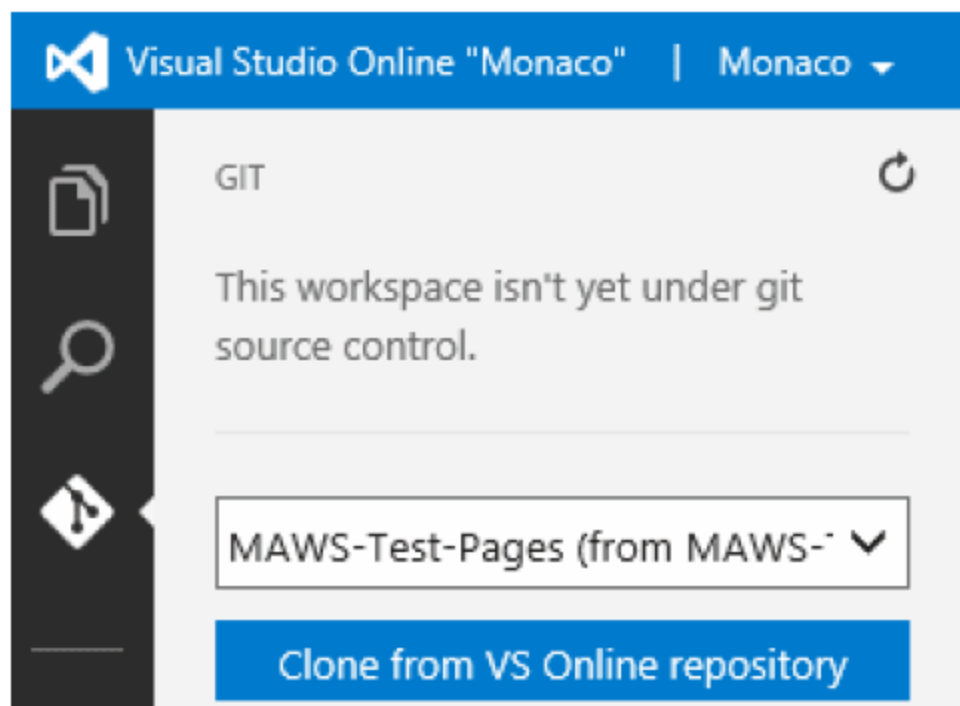 Visual Studio Online "Monaco" | Monaco
GIT
This workspace isn't yet under git
source control.
MAWS-Test-Pages (from MAWS-
Clone from VS Online repository